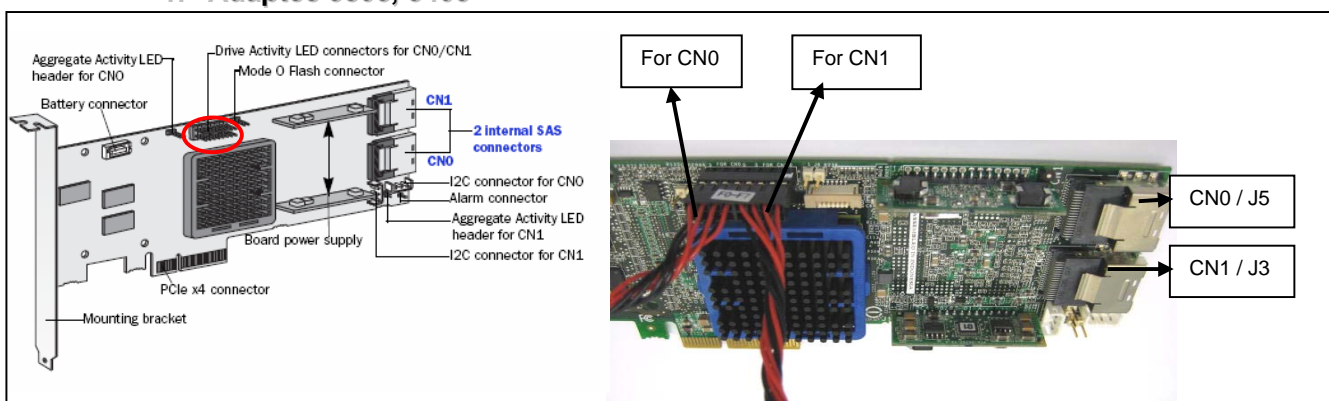 Drive Activity LED connectors for CN0/CN1
Aggregate Activity LED
header for CN0
Mode 0 Flash connector
Battery connector
CN1
2 internal SAS
connectors
CN0
I2C connector for CN0
Alarm connector
Aggregate Activity LED
header for CN1
Board power supply
I2C connector for CN1
PCIe x4 connector
Mounting bracket
For CN0
For CN1
CN0 / J5
CN1 / J3